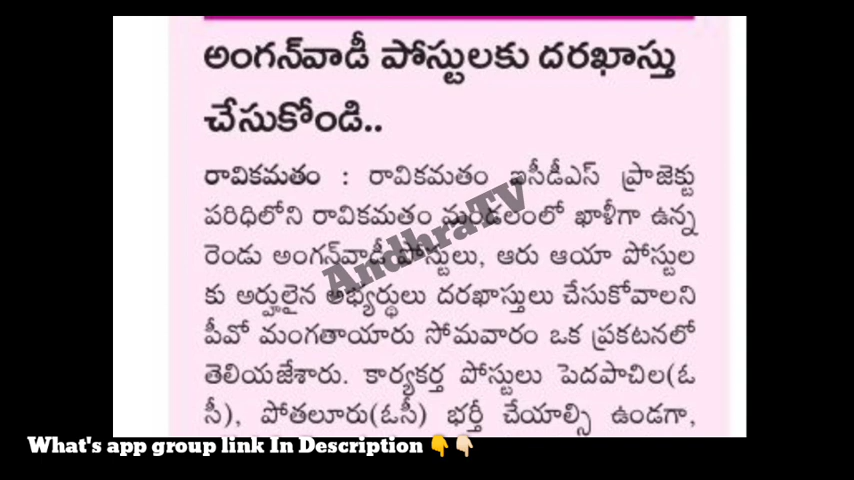 అంగన్‌వాడీ పోస్టులకు దరఖాస్తు
చేసుకోండి..
రావికమతం : రావికమతం ఐసీడీఎస్ ప్రాజెక్టు
పరిధిలోని రావికమతం మండలంలో ఖాళీగా ఉన్న
రెండు అంగన్‌వాడీ పోస్టులు, ఆరు ఆయా పోస్టుల
కు అర్హులైన అభ్యర్థులు దరఖాస్తులు చేసుకోవాలని
పీవో మంగతాయారు సోమవారం ఒక ప్రకటనలో
తెలియజేశారు. కార్యకర్త పోస్టులు పెదపాచిల(ఓ
సీ), పోతలూరు(ఓసీ) భర్తీ చేయాల్సి ఉండగా,
AndhraTV
What's app group link In Description 👇👇🏻